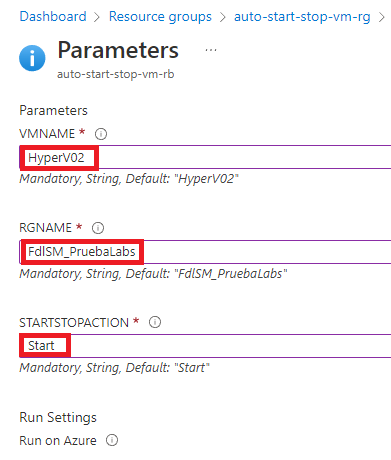 Dashboard > Resource groups > auto-start-stop-vm-rg >
Parameters ...
auto-start-stop-vm-rb
Parameters
VMNAME *
HyperV02
Mandatory, String, Default: "HyperV02"
RGNAME *
FdlSM_PruebaLabs
Mandatory, String, Default: "FdlSM_PruebaLabs"
STARTSTOPACTION *
Start
Mandatory, String, Default: "Start"
Run Settings
Run on Azure